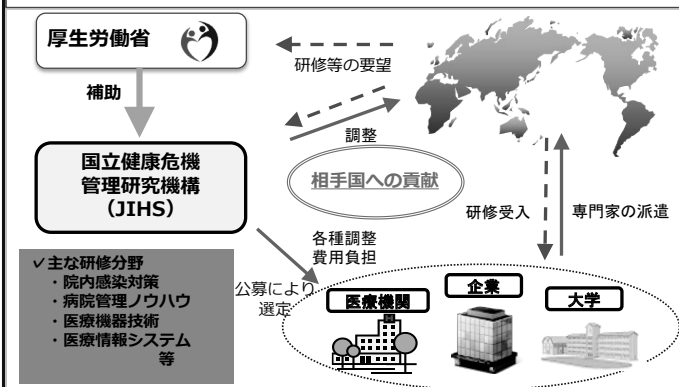 厚生労働省
研修等の要望
補助
調整
国立健康危機
管理研究機構
（JIHS）
相手国への貢献
研修受入
専門家の派遣
各種調整
費用負担
✓主な研修分野
・院内感染対策
・病院管理ノウハウ
・医療機器技術
・医療情報システム
等
公募により
選定
医療機関
企業
大学